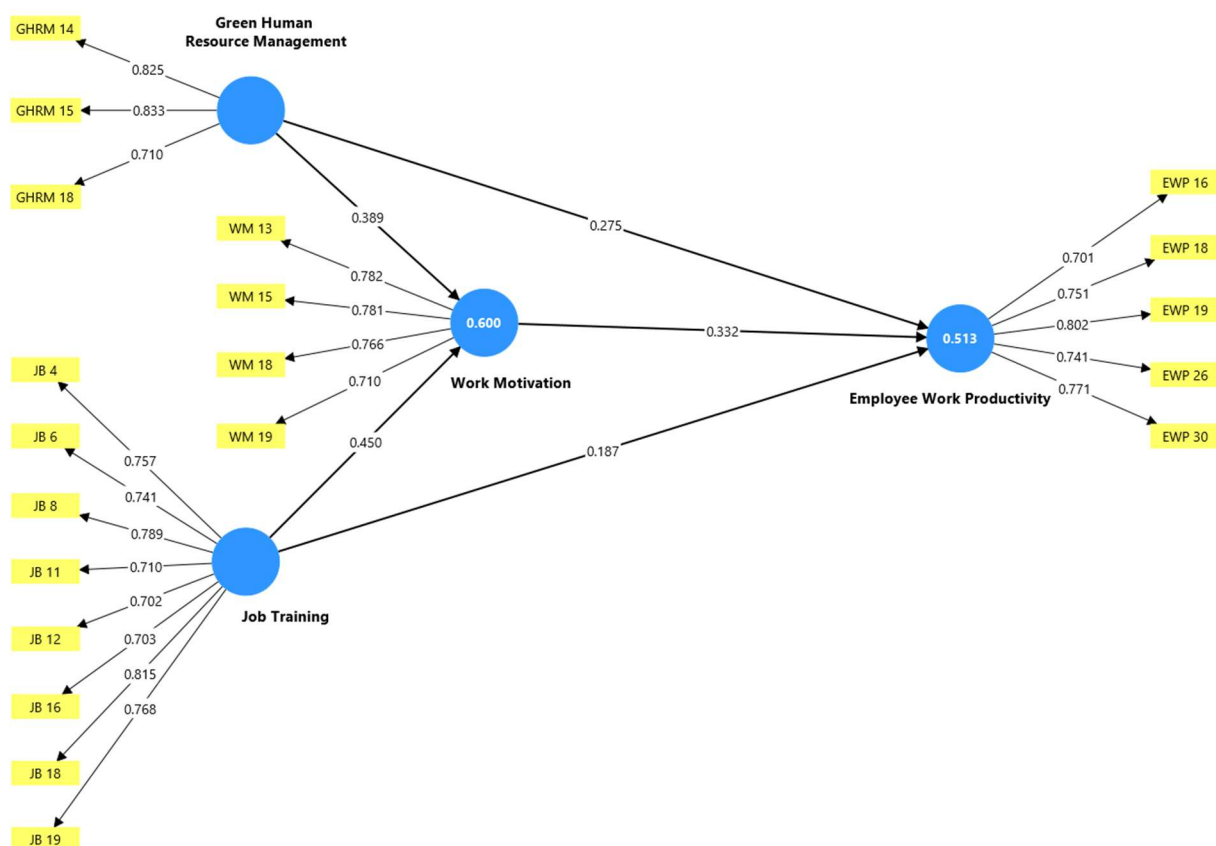 Green Human
Resource Management
GHRM 14
0.825
GHRM 15
0.833
GHRM 18
0.710
0.389
0.275
WM 13
0.782
WM 15
0.781
WM 18
0.766
WM 19
0.710
0.600
Work Motivation
0.332
0.450
0.187
JB 4
0.757
JB 6
0.741
JB 8
0.789
JB 11
0.710
JB 12
0.702
JB 16
0.703
JB 18
0.815
JB 19
0.768
Job Training
0.513
Employee Work Productivity
EWP 16
0.701
EWP 18
0.751
EWP 19
0.802
EWP 26
0.741
EWP 30
0.771